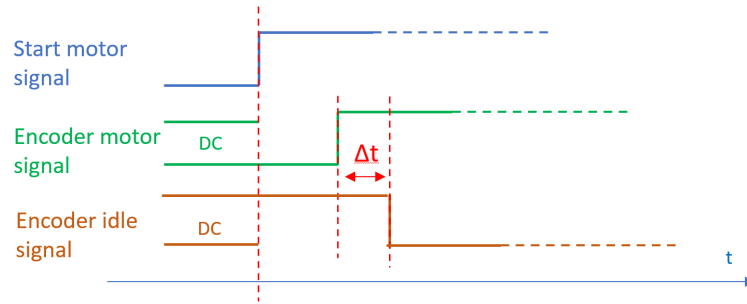 Start motor
signal
Encoder motor
signal
DC
Δt
Encoder idle
signal
DC
t